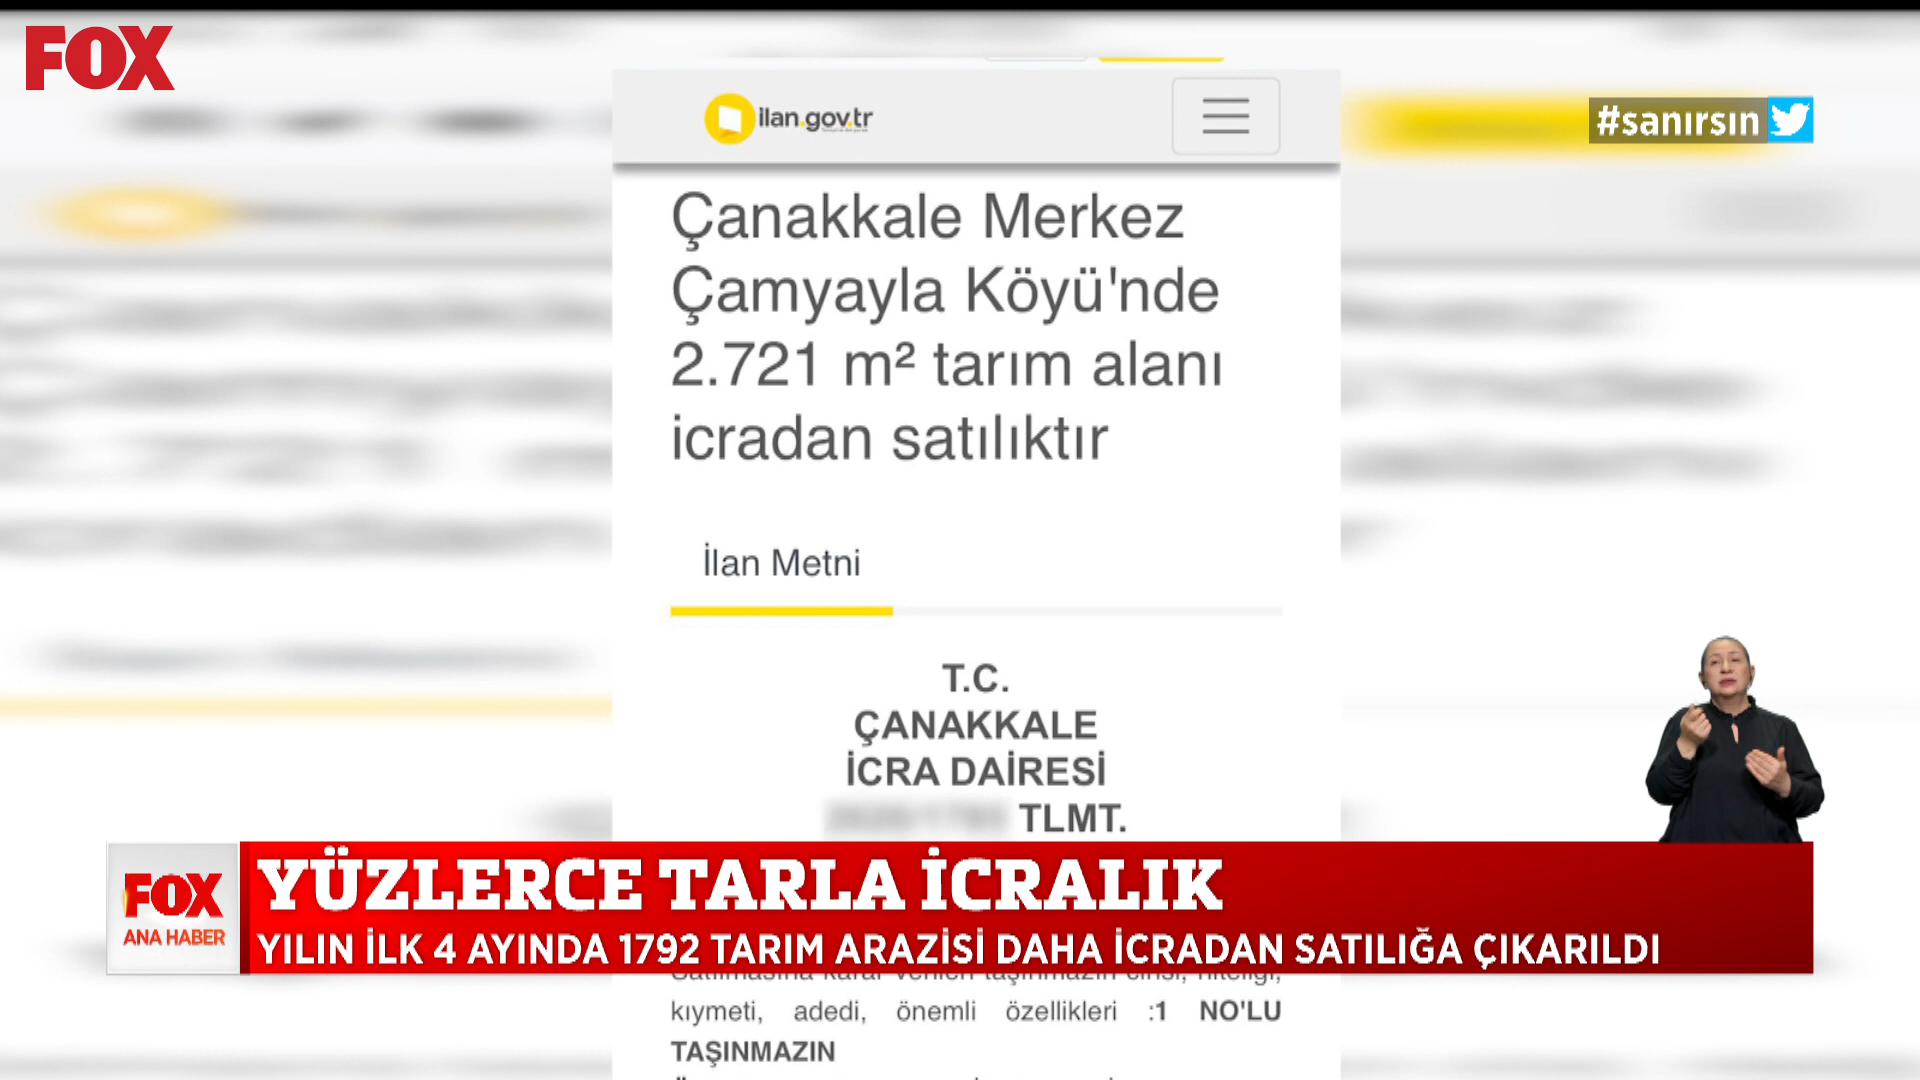 FOX
ilan.gov.tr
#sanırsın
Çanakkale Merkez
Çamyayla Köyü'nde
2.721 m² tarım alanı
icradan satılıktır
İlan Metni
T.C.
ÇANAKKALE
İCRA DAİRESİ
TLMT.
FOX
ANA HABER
YÜZLERCE TARLA İCRALIK
YILIN İLK 4 AYINDA 1792 TARIM ARAZİSİ DAHA İCRADAN SATILIĞA ÇIKARILDI
kıymeti, adedi, önemli özellikleri :1 NO'LU
TAŞINMAZIN